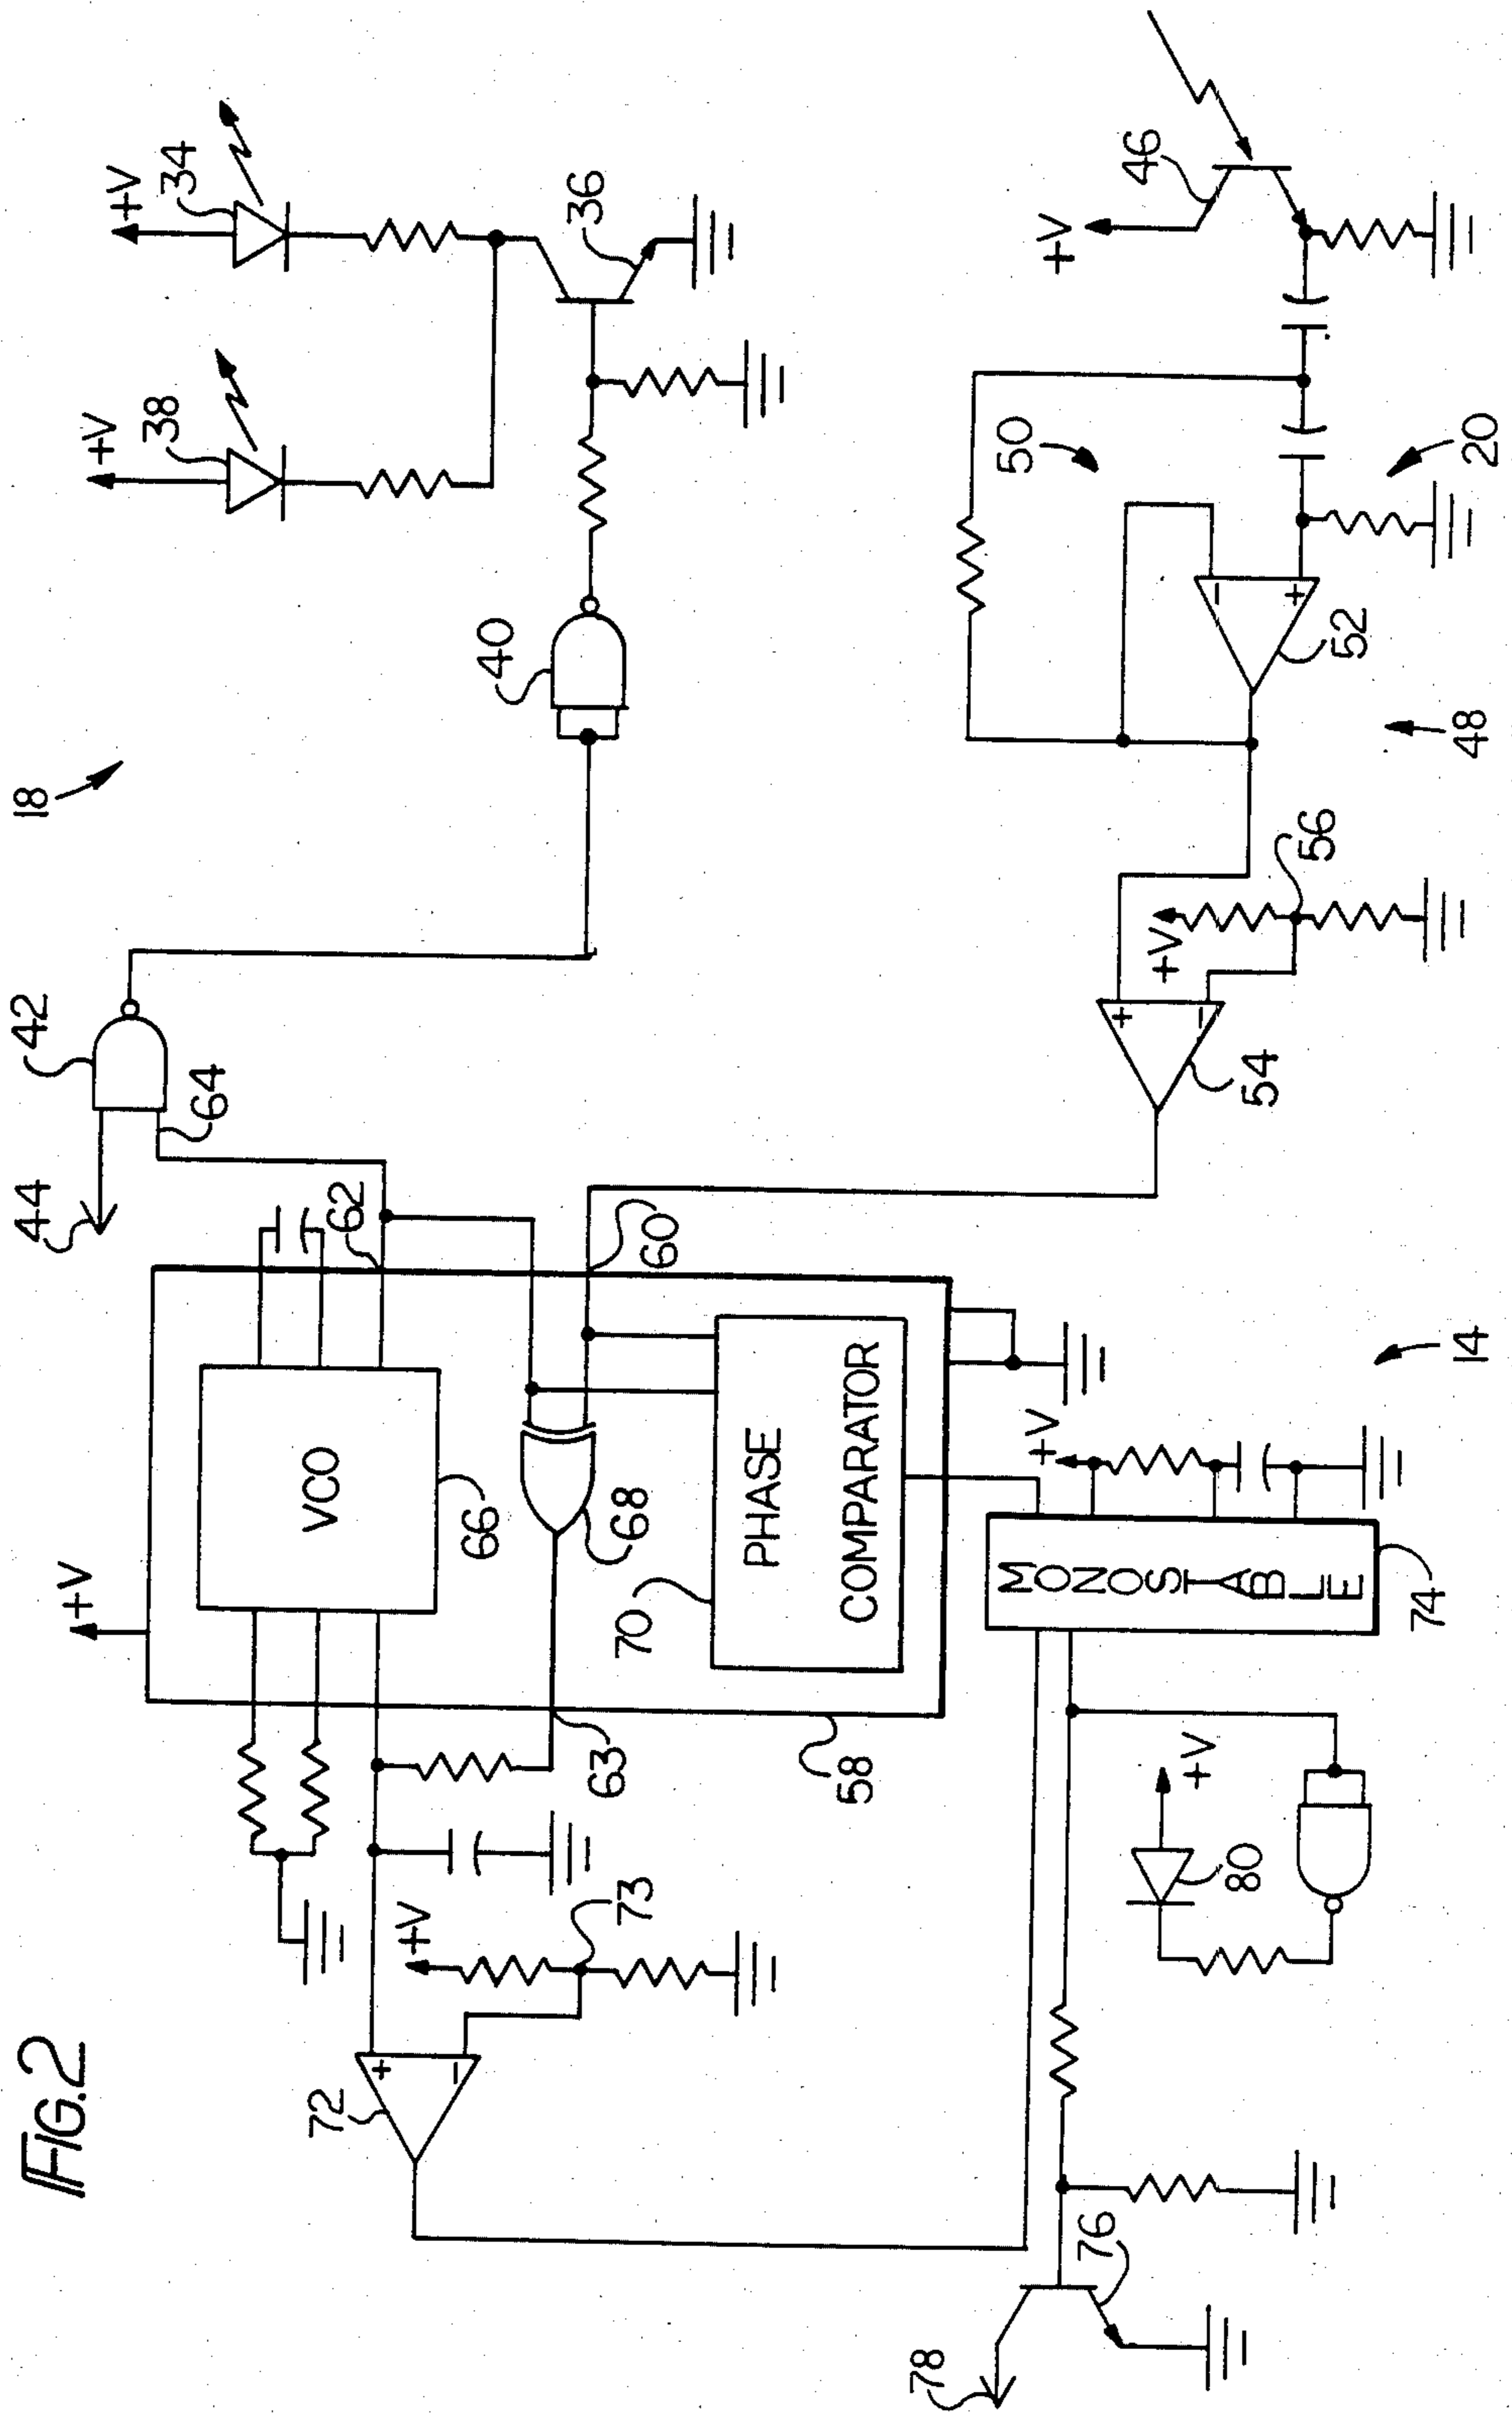 FIG.2
18
+V
34
+V
38
36
40
42
64
44
62
60
+V
VCO
66
68
70
PHASE
COMPARATOR
63
58
+V
73
72
+
−
46
+V
50
20
−
+
52
48
56
+V
+
−
54
14
+V
MONOSTABLE
74
+V
80
76
78